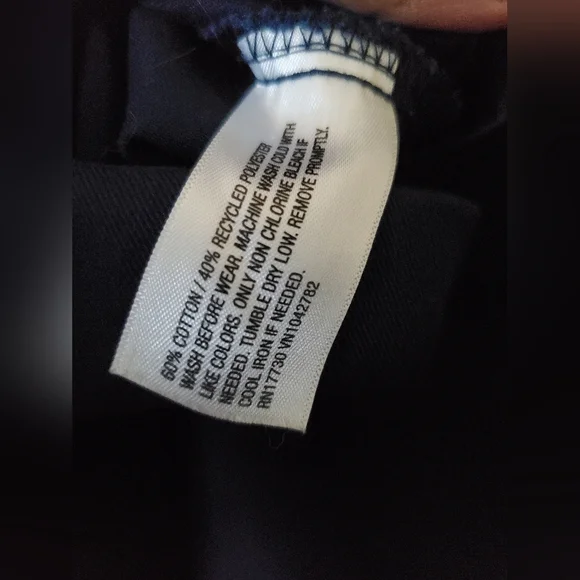 60% COTTON / 40% RECYCLED POLYESTER
WASH BEFORE WEAR. MACHINE WASH COLD WITH
LIKE COLORS. ONLY NON CHLORINE BLEACH IF
NEEDED. TUMBLE DRY LOW. REMOVE PROMPTLY.
COOL IRON IF NEEDED.
RN17730 VN1042782